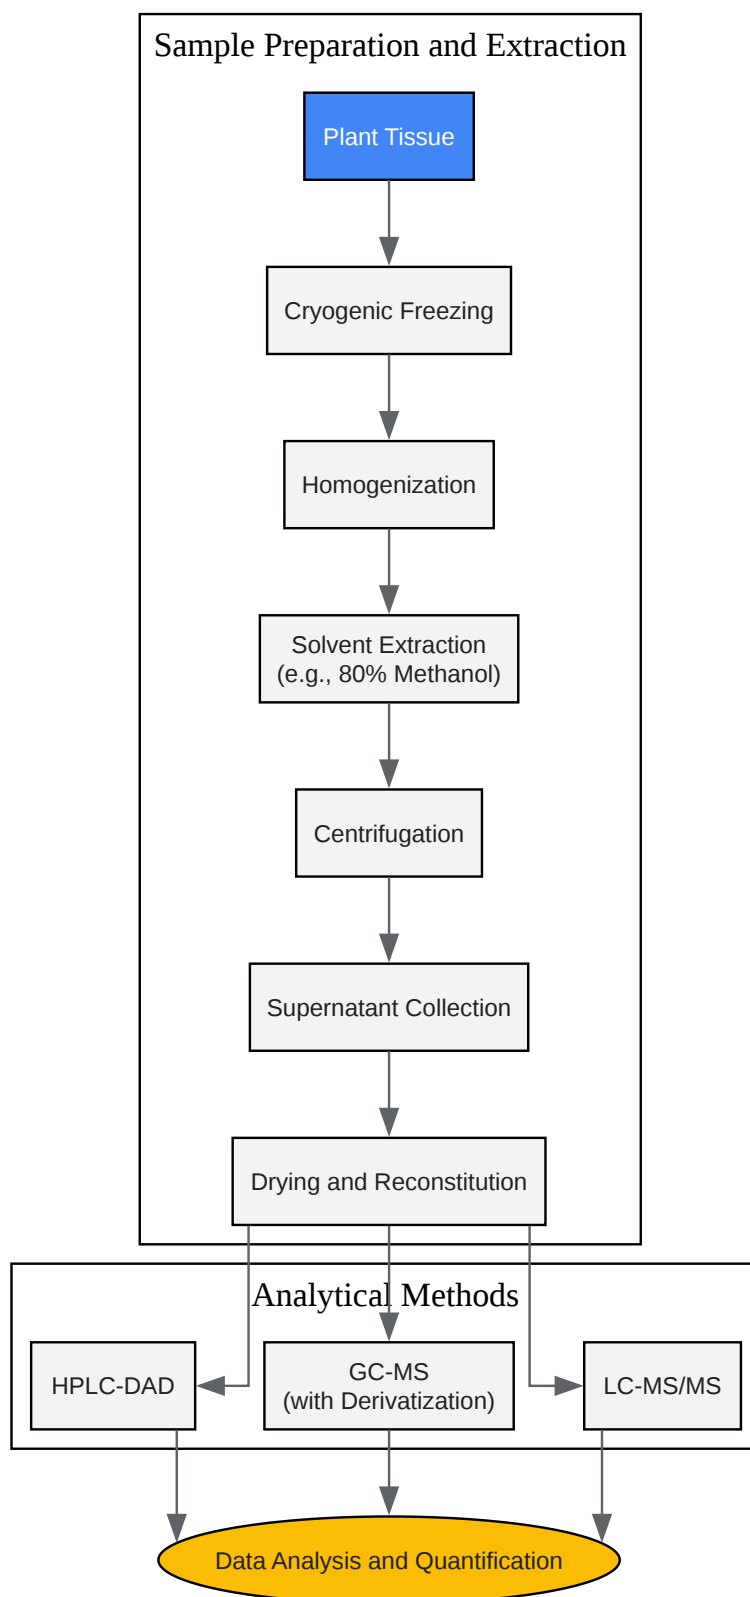 Sample Preparation and Extraction
Plant Tissue
Cryogenic Freezing
Homogenization
Solvent Extraction
(e.g., 80% Methanol)
Centrifugation
Supernatant Collection
Drying and Reconstitution
Analytical Methods
HPLC-DAD
GC-MS
(with Derivatization)
LC-MS/MS
Data Analysis and Quantification